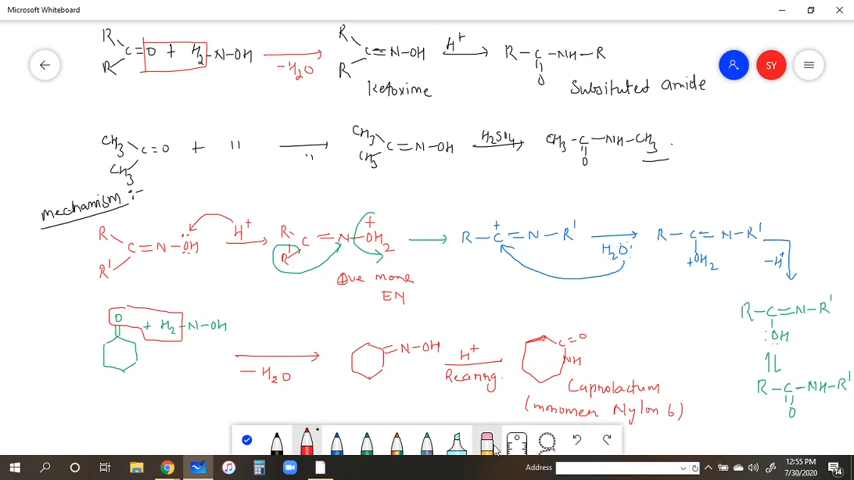 Microsoft Whiteboard
SY
R C=O + H2-N-OH R -H2O R C=N-OH R H+ R-C-NH-R O
Ketoxime Substituted amide
CH3 C=O CH3 + " " CH3 C=N-OH CH3 H2SO4 CH3-C-NH-CH3 O
mechanism :-
R C=N-OH R' H+ R C=N-OH2 + R' R-C+=N-R' H2O: R-C=N-R' +OH2 -H+
+ve more
EN
R-C=N-R'
:OH
R-C-NH-R'
O
O + H2-N-OH -H2O N-OH H+ Rearrng. C=O NH
Caprolactum
(monomer Nylon 6)
Address
12:55 PM
7/30/2020
14